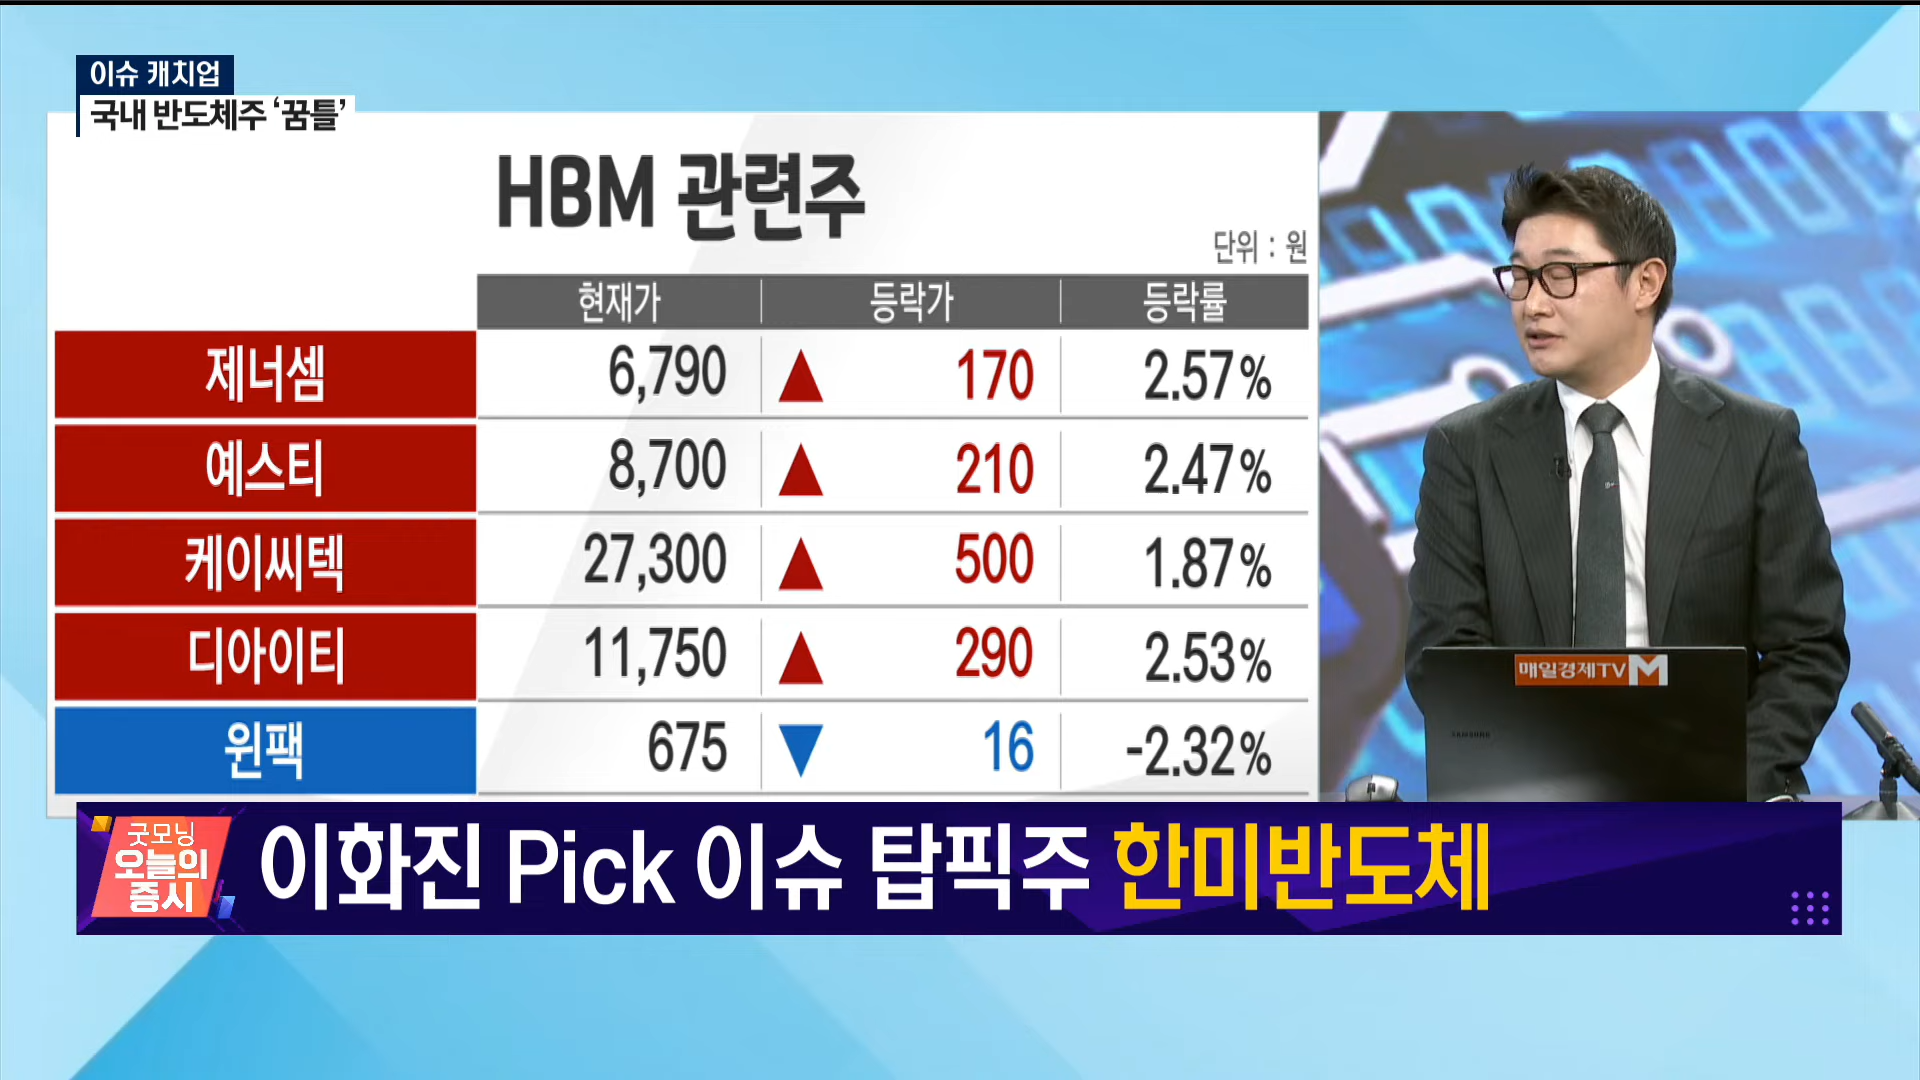 이슈 캐치업
국내 반도체주 ‘꿈틀’
HBM 관련주
단위 : 원
현재가 등락가 등락률
제너셈 6,790 ▲ 170 2.57%
예스티 8,700 ▲ 210 2.47%
케이씨텍 27,300 ▲ 500 1.87%
디아이티 11,750 ▲ 290 2.53%
윈팩 675 ▼ 16 -2.32%
매일경제TV M
SAMSUNG
굿모닝
오늘의
증시
이화진 Pick 이슈 탑픽주 한미반도체